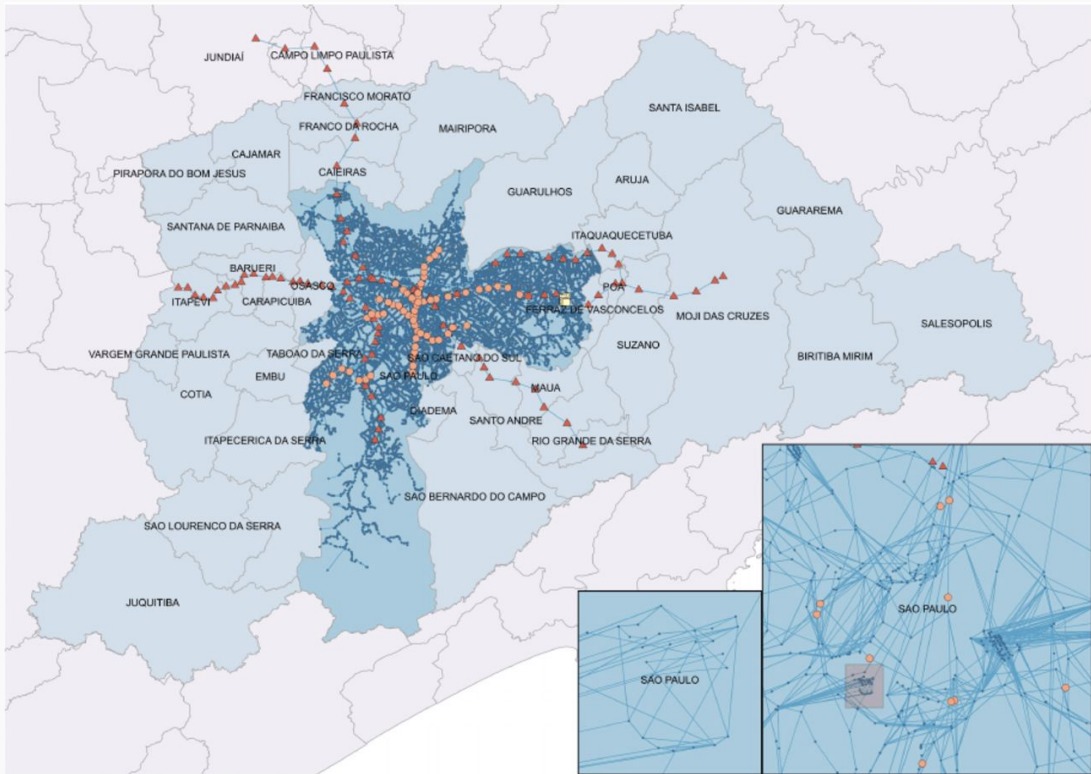 JUNDIAÍ
CAMPO LIMPO PAULISTA
FRANCISCO MORATO
SANTA ISABEL
FRANCO DA ROCHA
MAIRIPORA
CAJAMAR
PIRAPORA DO BOM JESUS
CAIEIRAS
ARUJA
GUARULHOS
GUARAREMA
SANTANA DE PARNAIBA
ITAQUAQUECETUBA
BARUERI
OSASCO
POA
ITAPEVI
CARAPICUIBA
FERRAZ DE VASCONCELOS
MOJI DAS CRUZES
SALESOPOLIS
SUZANO
VARGEM GRANDE PAULISTA
TABOAO DA SERRA
SAO CAETANO DO SUL
BIRITIBA MIRIM
EMBU
SAO PAULO
MAUA
COTIA
DIADEMA
SANTO ANDRE
ITAPECERICA DA SERRA
RIO GRANDE DA SERRA
SAO BERNARDO DO CAMPO
SAO LOURENCO DA SERRA
JUQUITIBA
SAO PAULO
SAO PAULO